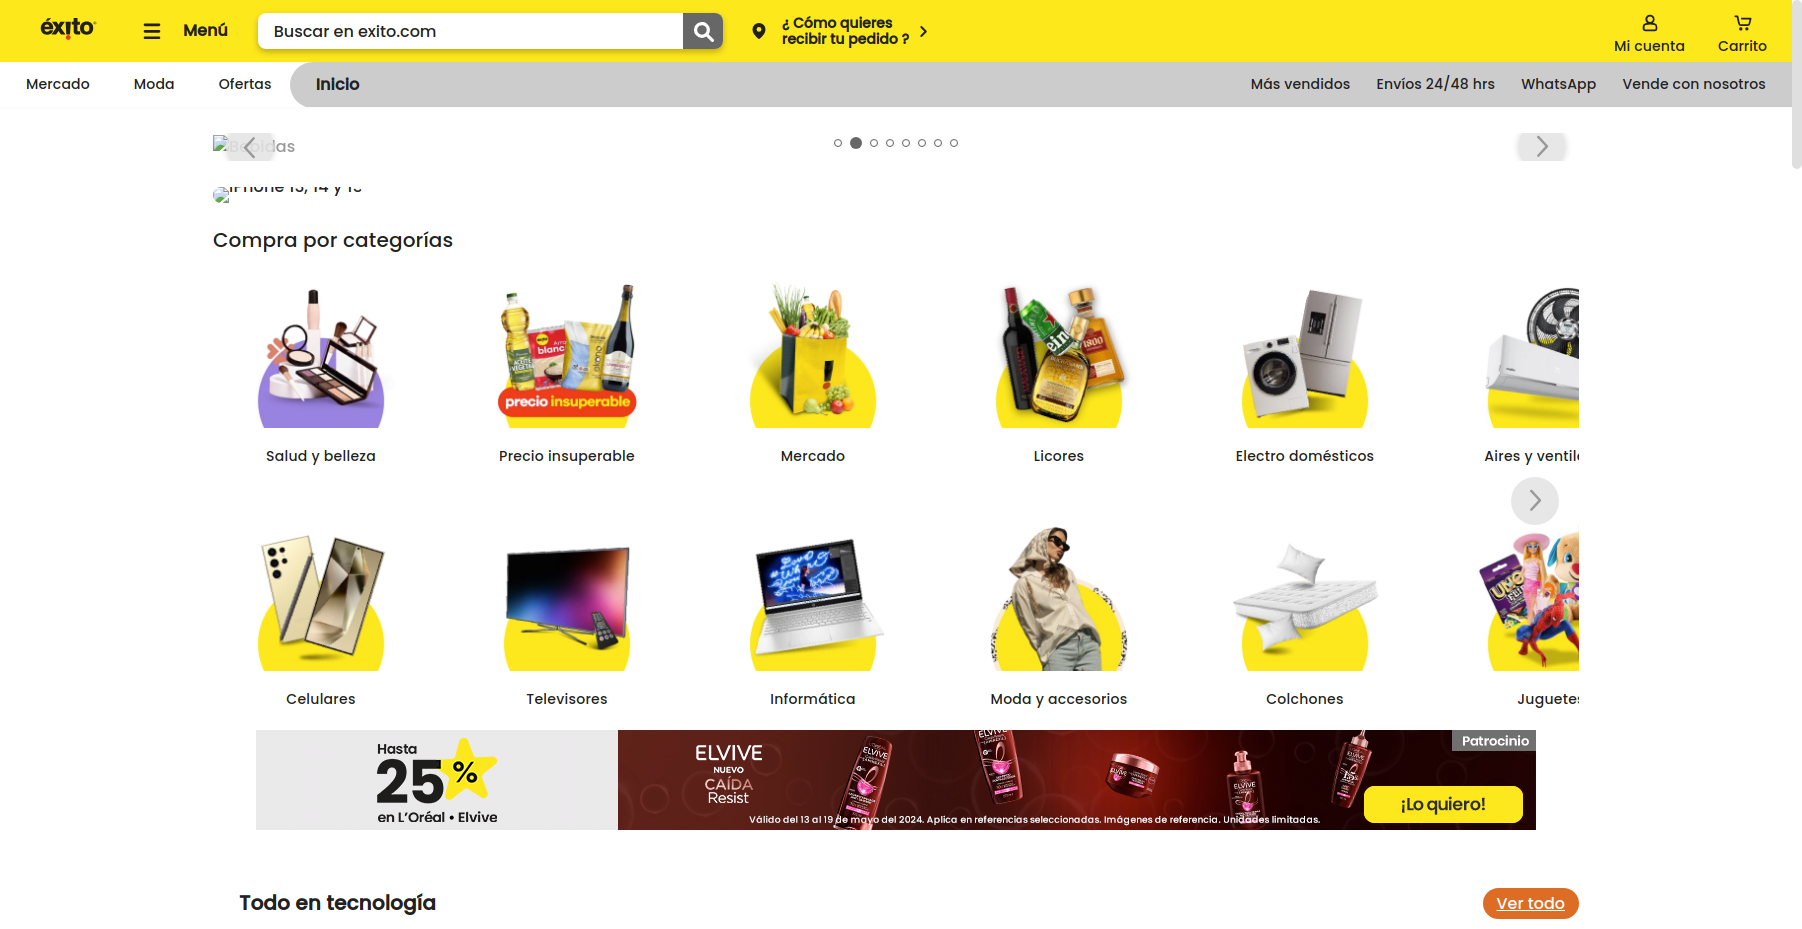 éxito
Menú
Buscar en exito.com
¿ Cómo quieres
recibir tu pedido ?
Mi cuenta
Carrito
Mercado
Moda
Ofertas
Inicio
Más vendidos
Envíos 24/48 hrs
WhatsApp
Vende con nosotros
Bebidas
iPhone 13, 14 y 15
Compra por categorías
precio insuperable
Salud y belleza
Precio insuperable
Mercado
Licores
Electro domésticos
Aires y ventil
Celulares
Televisores
Informática
Moda y accesorios
Colchones
Juguetes
Hasta
25%
en L'Oréal • Elvive
ELVIVE
NUEVO
CAÍDA
Resist
Patrocinio
¡Lo quiero!
Válido del 13 al 19 de mayo del 2024. Aplica en referencias seleccionadas. Imágenes de referencia. Unidades limitadas.
Todo en tecnología
Ver todo